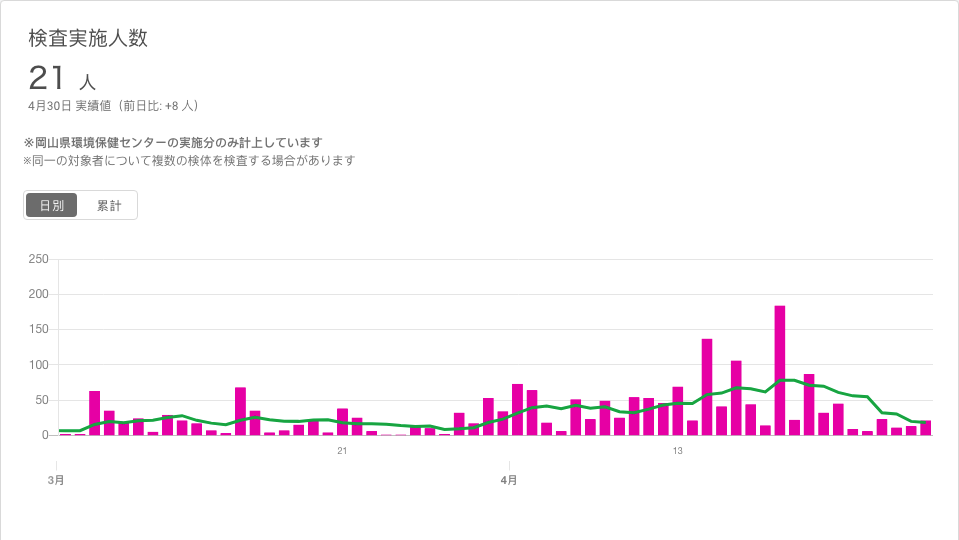 検査実施人数
21 人
4月30日 実績値（前日比: +8 人）
※岡山県環境保健センターの実施分のみ計上しています
※同一の対象者について複数の検体を検査する場合があります
日別 累計
250
200
150
100
50
0
21 13
3月 4月